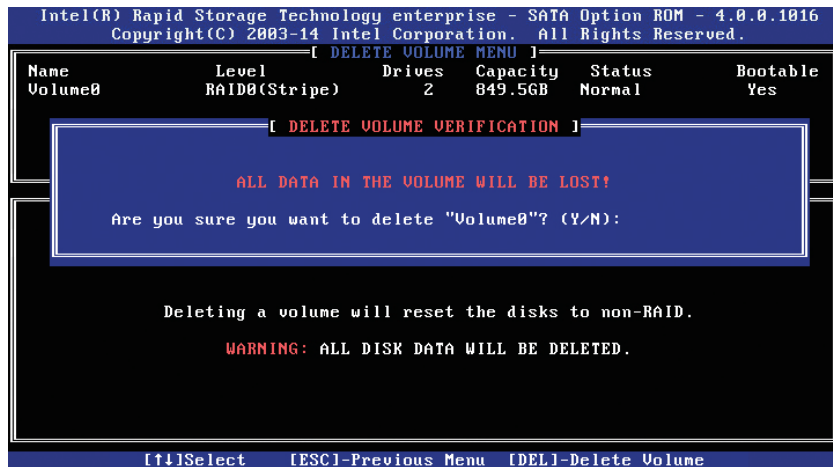 Intel(R) Rapid Storage Technology enterprise - SATA Option ROM - 4.0.0.1016
Copyright(C) 2003-14 Intel Corporation. All Rights Reserved.
[ DELETE VOLUME MENU ]
Name Level Drives Capacity Status Bootable
Volume0 RAID0(Stripe) 2 849.5GB Normal Yes
[ DELETE VOLUME VERIFICATION ]
ALL DATA IN THE VOLUME WILL BE LOST!
Are you sure you want to delete "Volume0"? (Y/N):
Deleting a volume will reset the disks to non-RAID.
WARNING: ALL DISK DATA WILL BE DELETED.
[↑↓]Select [ESC]-Previous Menu [DEL]-Delete Volume